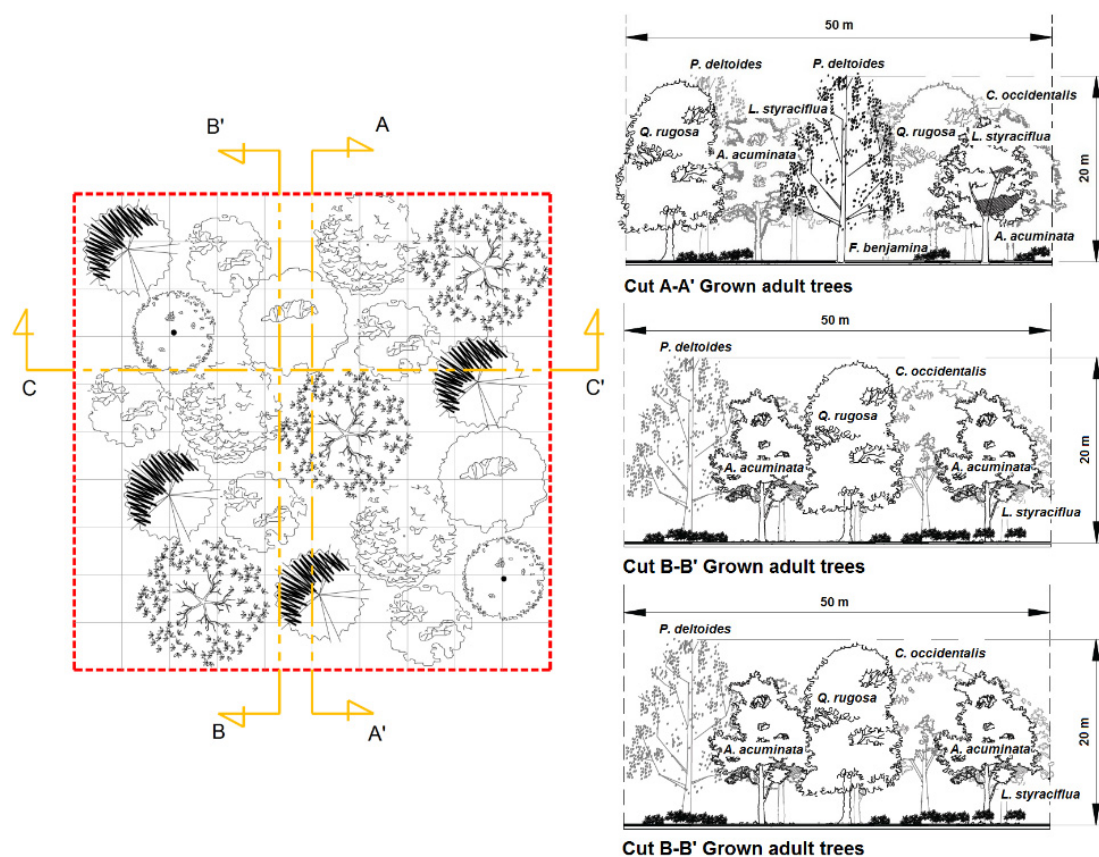 B'
A
C
C'
B
A'
50 m
P. deltoides
P. deltoides
C. occidentalis
L. styraciflua
Q. rugosa
Q. rugosa
L. styraciflua
A. acuminata
20 m
F. benjamina
A. acuminata
Cut A-A' Grown adult trees
50 m
P. deltoides
C. occidentalis
Q. rugosa
20 m
A. acuminata
A. acuminata
L. styraciflua
Cut B-B' Grown adult trees
50 m
P. deltoides
C. occidentalis
Q. rugosa
20 m
A. acuminata
A. acuminata
L. styraciflua
Cut B-B' Grown adult trees